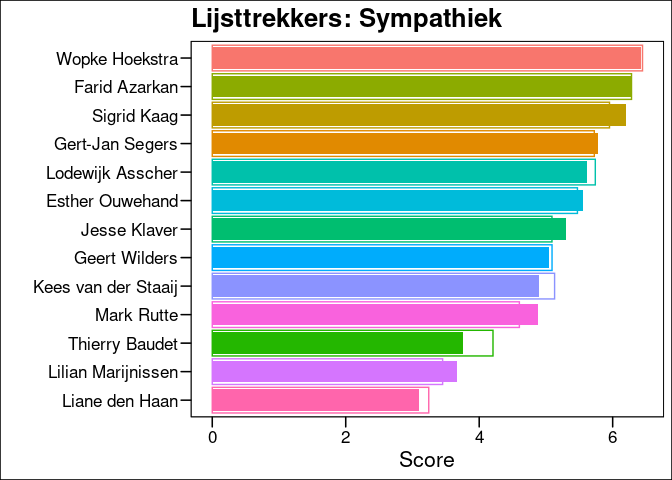 Lijsttrekkers: Sympathiek
Wopke Hoekstra
Farid Azarkan
Sigrid Kaag
Gert-Jan Segers
Lodewijk Asscher
Esther Ouwehand
Jesse Klaver
Geert Wilders
Kees van der Staaij
Mark Rutte
Thierry Baudet
Lilian Marijnissen
Liane den Haan
0 2 4 6
Score